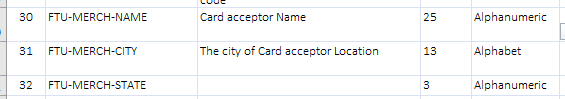 code
30 FTU-MERCH-NAME Card acceptor Name 25 Alphanumeric
31 FTU-MERCH-CITY The city of Card acceptor Location 13 Alphabet
32 FTU-MERCH-STATE 3 Alphanumeric